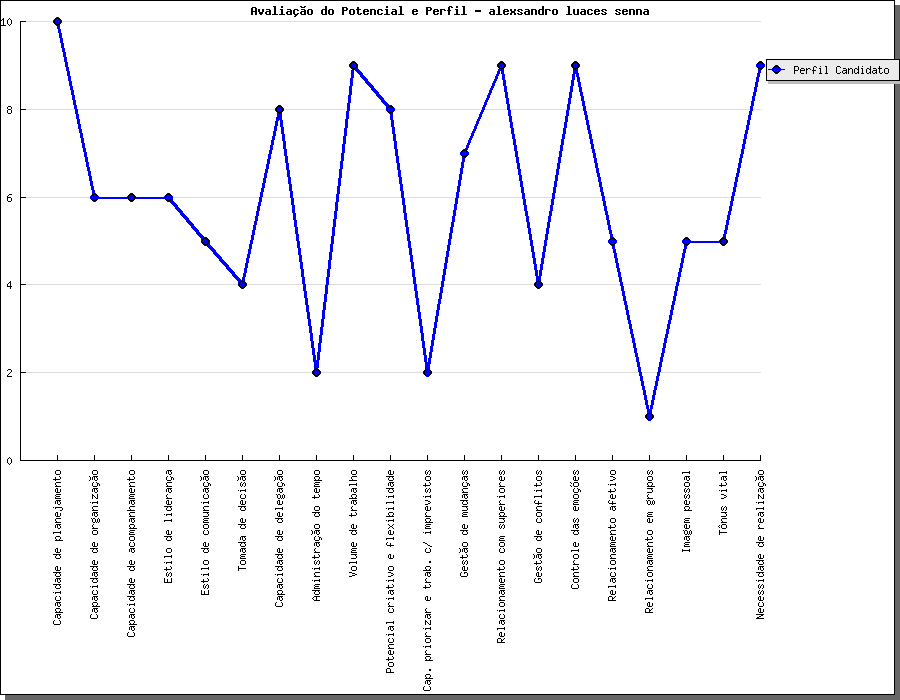 Avaliação do Potencial e Perfil - alexsandro luaces senna
10
8
6
4
2
0
Perfil Candidato
Capacidade de planejamento
Capacidade de organização
Capacidade de acompanhamento
Estilo de liderança
Estilo de comunicação
Tomada de decisão
Capacidade de delegação
Administração do tempo
Volume de trabalho
Potencial criativo e flexibilidade
Cap. priorizar e trab. c/ imprevistos
Gestão de mudanças
Relacionamento com superiores
Gestão de conflitos
Controle das emoções
Relacionamento afetivo
Relacionamento em grupos
Imagem pessoal
Tônus vital
Necessidade de realização